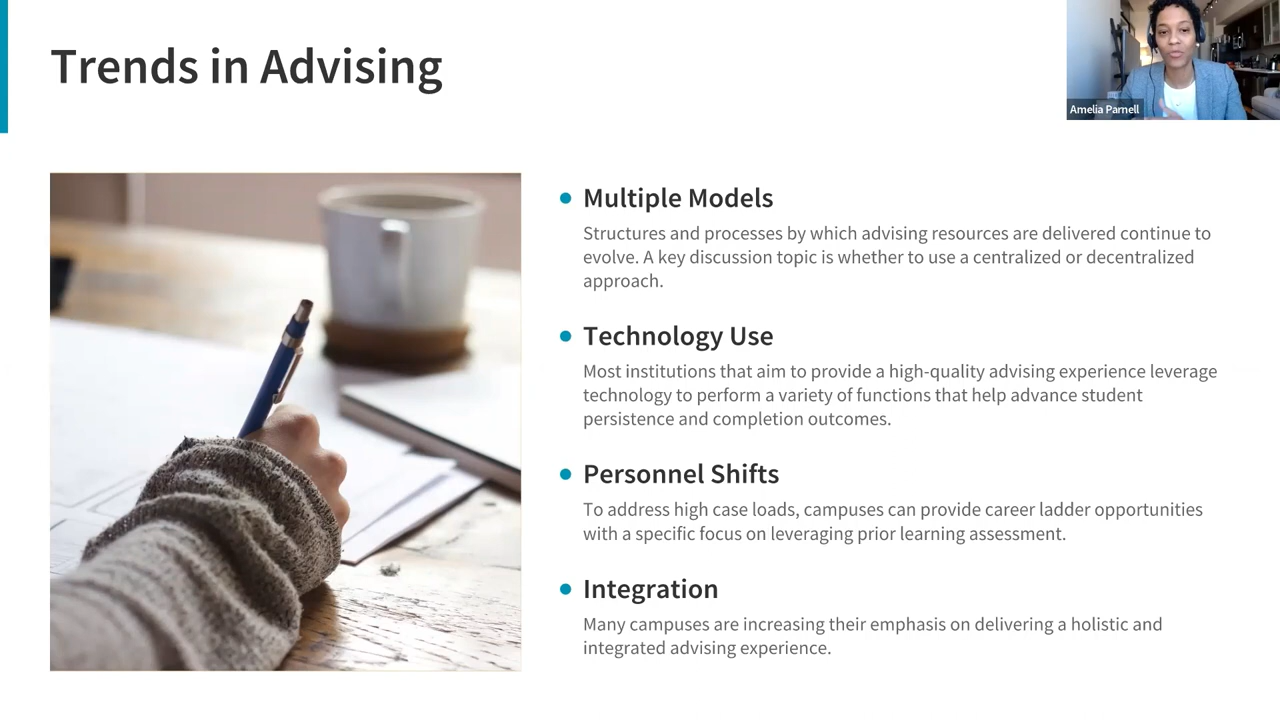 Trends in Advising
Amelia Parnell
Multiple Models
Structures and processes by which advising resources are delivered continue to
evolve. A key discussion topic is whether to use a centralized or decentralized
approach.
Technology Use
Most institutions that aim to provide a high-quality advising experience leverage
technology to perform a variety of functions that help advance student
persistence and completion outcomes.
Personnel Shifts
To address high case loads, campuses can provide career ladder opportunities
with a specific focus on leveraging prior learning assessment.
Integration
Many campuses are increasing their emphasis on delivering a holistic and
integrated advising experience.